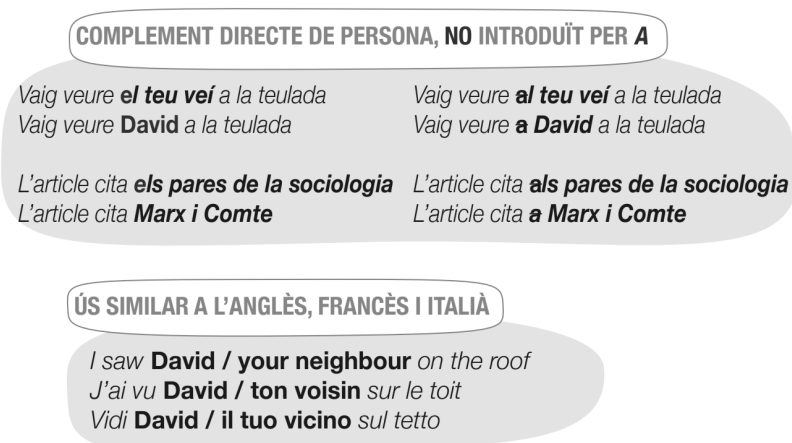 COMPLEMENT DIRECTE DE PERSONA, NO INTRODUÏT PER A
Vaig veure el teu veí a la teulada
Vaig veure David a la teulada
L'article cita els pares de la sociologia
L'article cita Marx i Comte
Vaig veure al teu veí a la teulada
Vaig veure a David a la teulada
L'article cita als pares de la sociologia
L'article cita a Marx i Comte
ÚS SIMILAR A L'ANGLÈS, FRANCÈS I ITALIÀ
I saw David / your neighbour on the roof
J'ai vu David / ton voisin sur le toit
Vidi David / il tuo vicino sul tetto